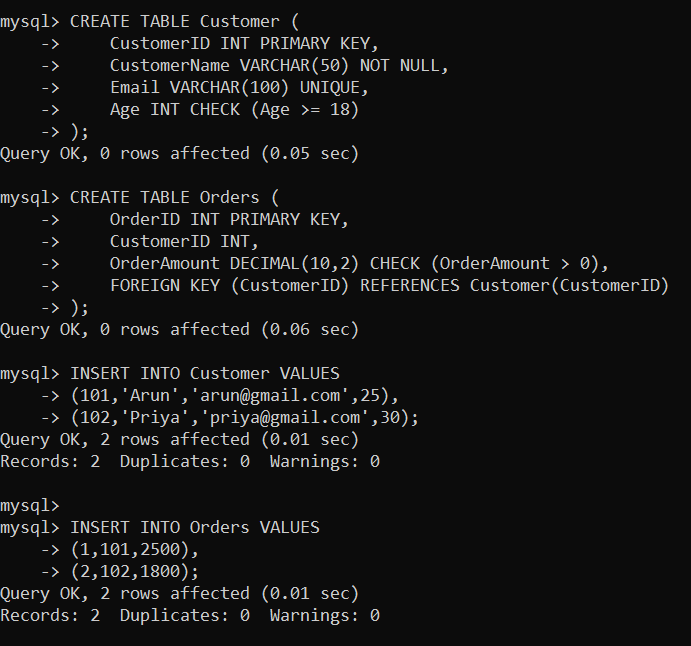 mysql> CREATE TABLE Customer (
    ->     CustomerID INT PRIMARY KEY,
    ->     CustomerName VARCHAR(50) NOT NULL,
    ->     Email VARCHAR(100) UNIQUE,
    ->     Age INT CHECK (Age >= 18)
    -> );
Query OK, 0 rows affected (0.05 sec)

mysql> CREATE TABLE Orders (
    ->     OrderID INT PRIMARY KEY,
    ->     CustomerID INT,
    ->     OrderAmount DECIMAL(10,2) CHECK (OrderAmount > 0),
    ->     FOREIGN KEY (CustomerID) REFERENCES Customer(CustomerID)
    -> );
Query OK, 0 rows affected (0.06 sec)

mysql> INSERT INTO Customer VALUES
    -> (101,'Arun','arun@gmail.com',25),
    -> (102,'Priya','priya@gmail.com',30);
Query OK, 2 rows affected (0.01 sec)
Records: 2  Duplicates: 0  Warnings: 0

mysql>
mysql> INSERT INTO Orders VALUES
    -> (1,101,2500),
    -> (2,102,1800);
Query OK, 2 rows affected (0.01 sec)
Records: 2  Duplicates: 0  Warnings: 0